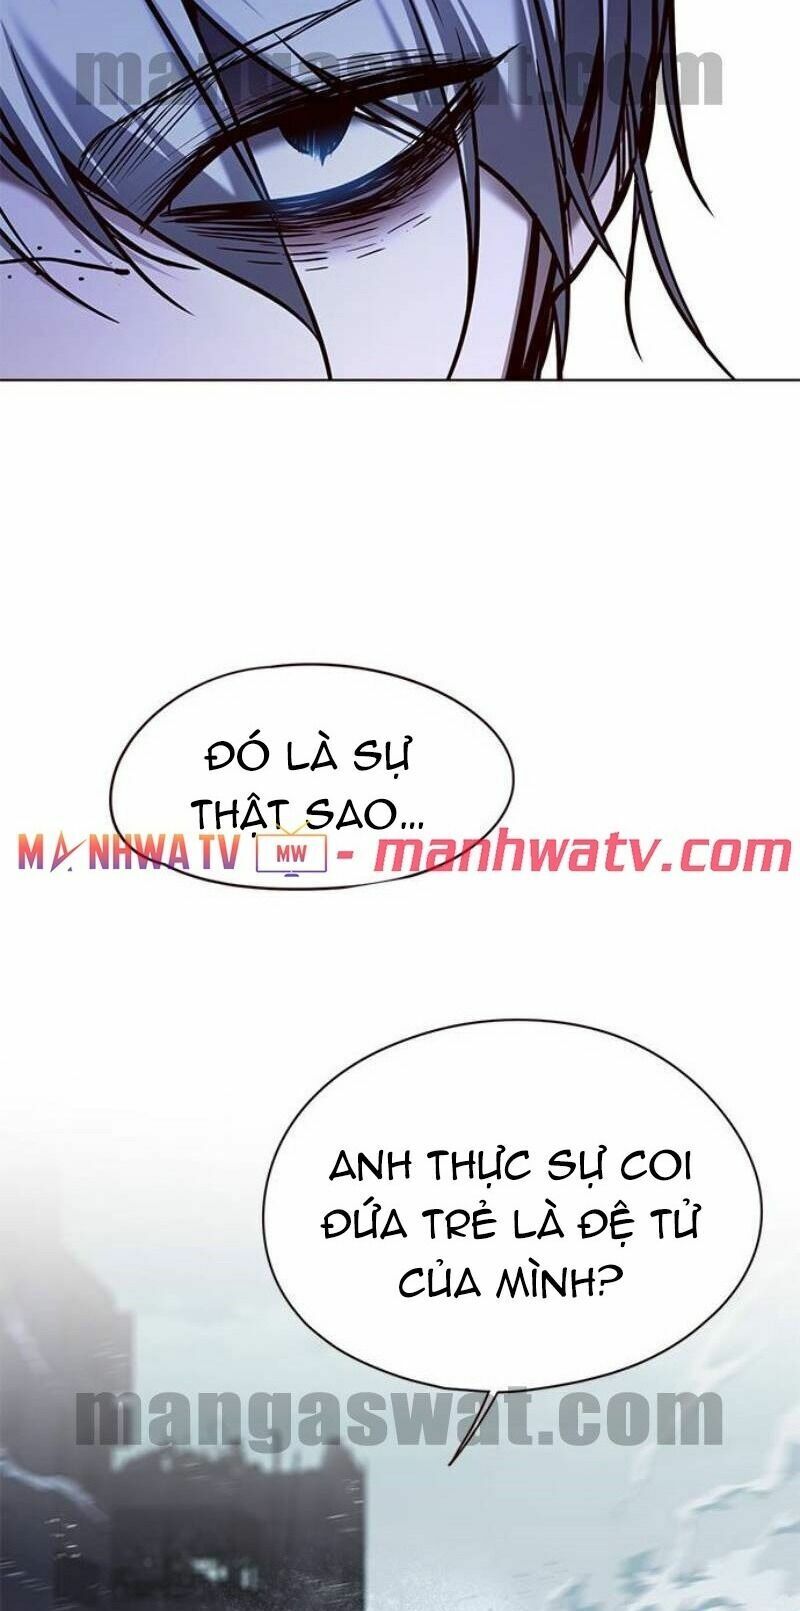 mangaswat.com
ĐÓ LÀ SỰ
THẬT SAO...
MANHWA TV MW - manhwatv.com
ANH THỰC SỰ COI
ĐỨA TRẺ LÀ ĐỆ TỬ
CỦA MÌNH?
mangaswat.com